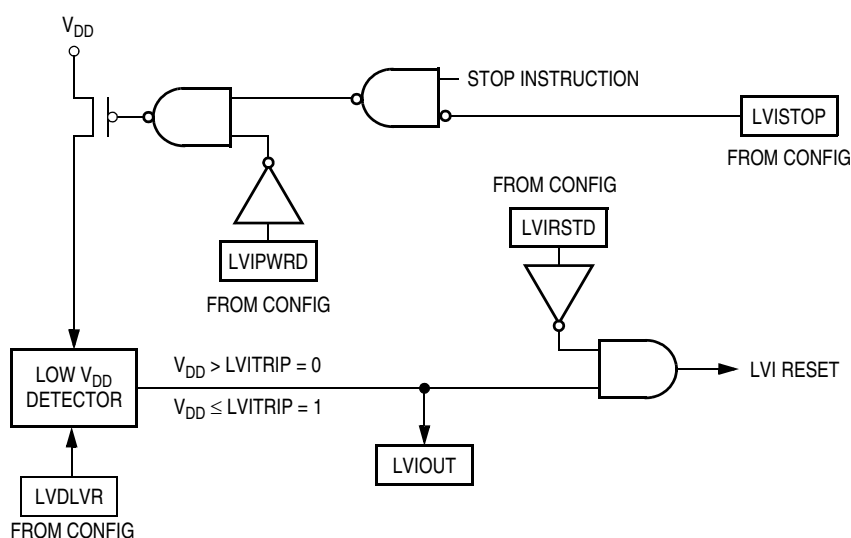 VDD
STOP INSTRUCTION
LVISTOP
FROM CONFIG
FROM CONFIG
LVIRSTD
LVIPWRD
FROM CONFIG
LOW VDD
DETECTOR
VDD > LVITRIP = 0
VDD ≤ LVITRIP = 1
LVI RESET
LVIOUT
LVDLVR
FROM CONFIG